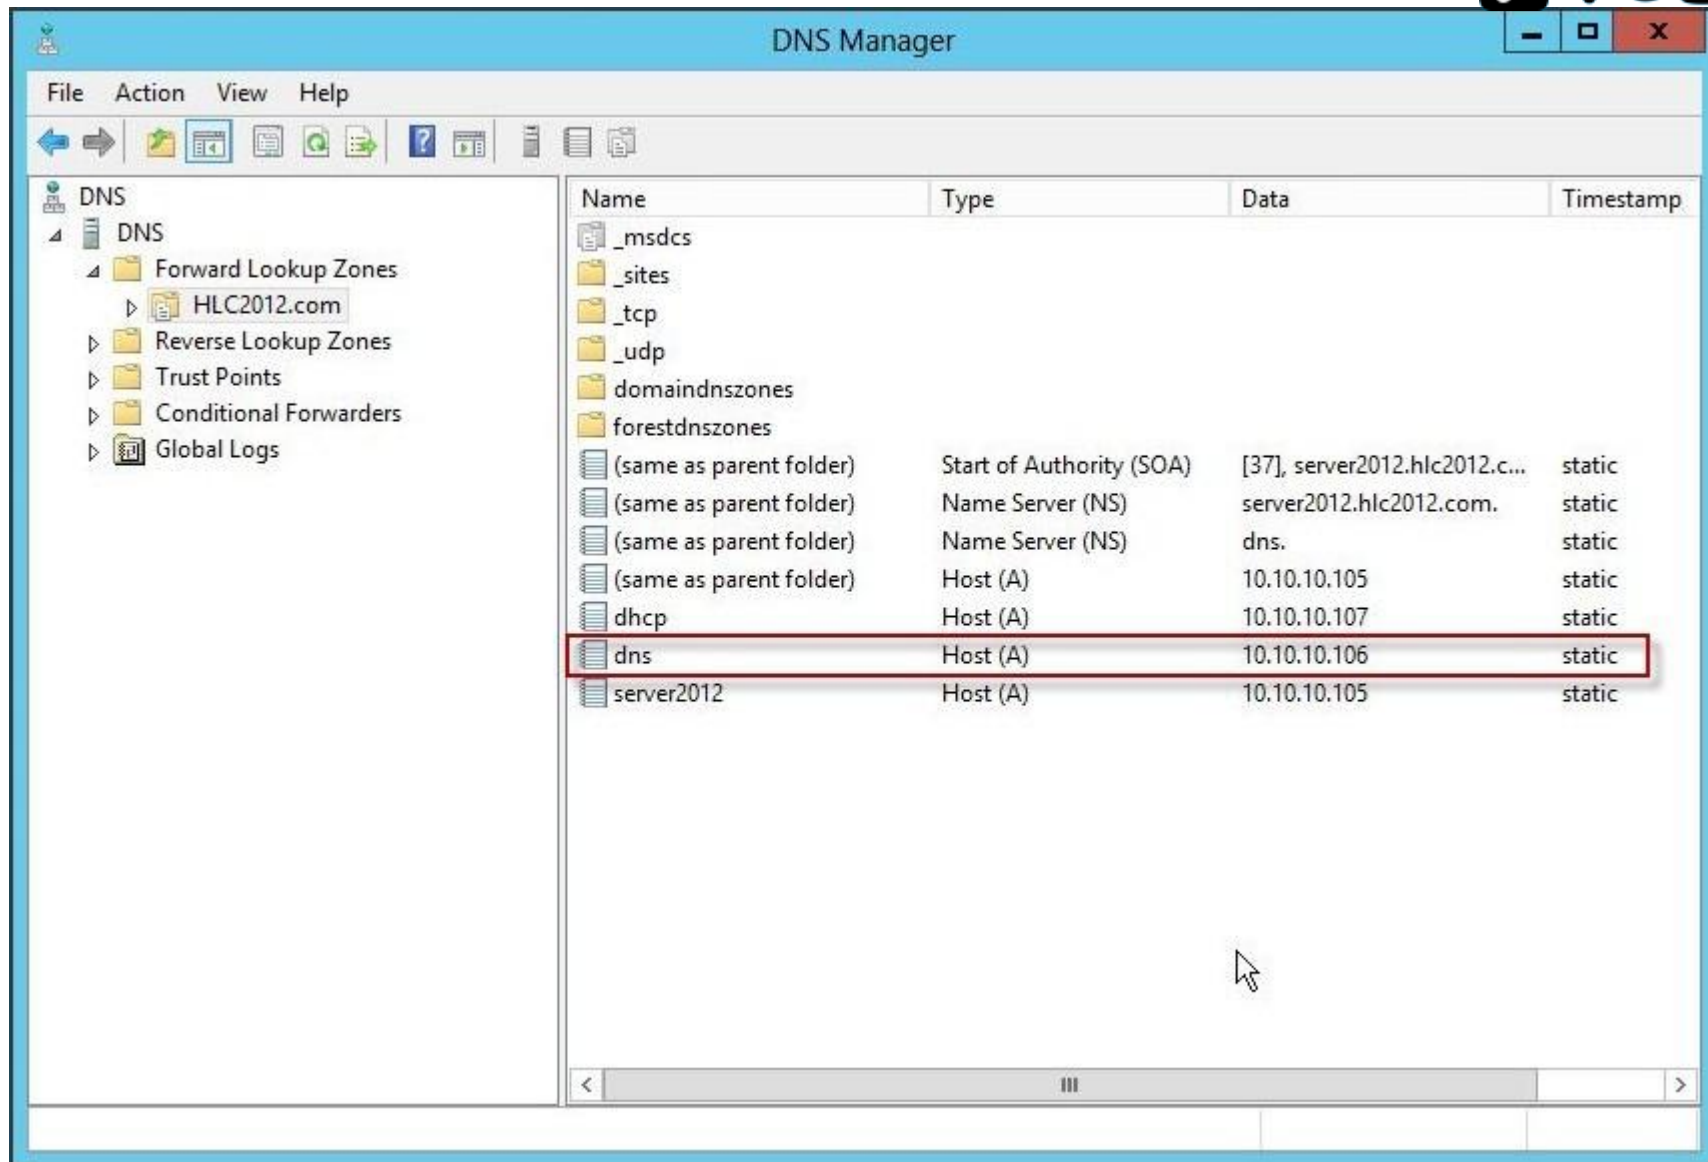 DNS Manager
File Action View Help
DNS
DNS
Forward Lookup Zones
HLC2012.com
Reverse Lookup Zones
Trust Points
Conditional Forwarders
Global Logs
Name Type Data Timestamp
_msdcs
_sites
_tcp
_udp
domaindnszones
forestdnszones
(same as parent folder) Start of Authority (SOA) [37], server2012.hlc2012.c... static
(same as parent folder) Name Server (NS) server2012.hlc2012.com. static
(same as parent folder) Name Server (NS) dns. static
(same as parent folder) Host (A) 10.10.10.105 static
dhcp Host (A) 10.10.10.107 static
dns Host (A) 10.10.10.106 static
server2012 Host (A) 10.10.10.105 static